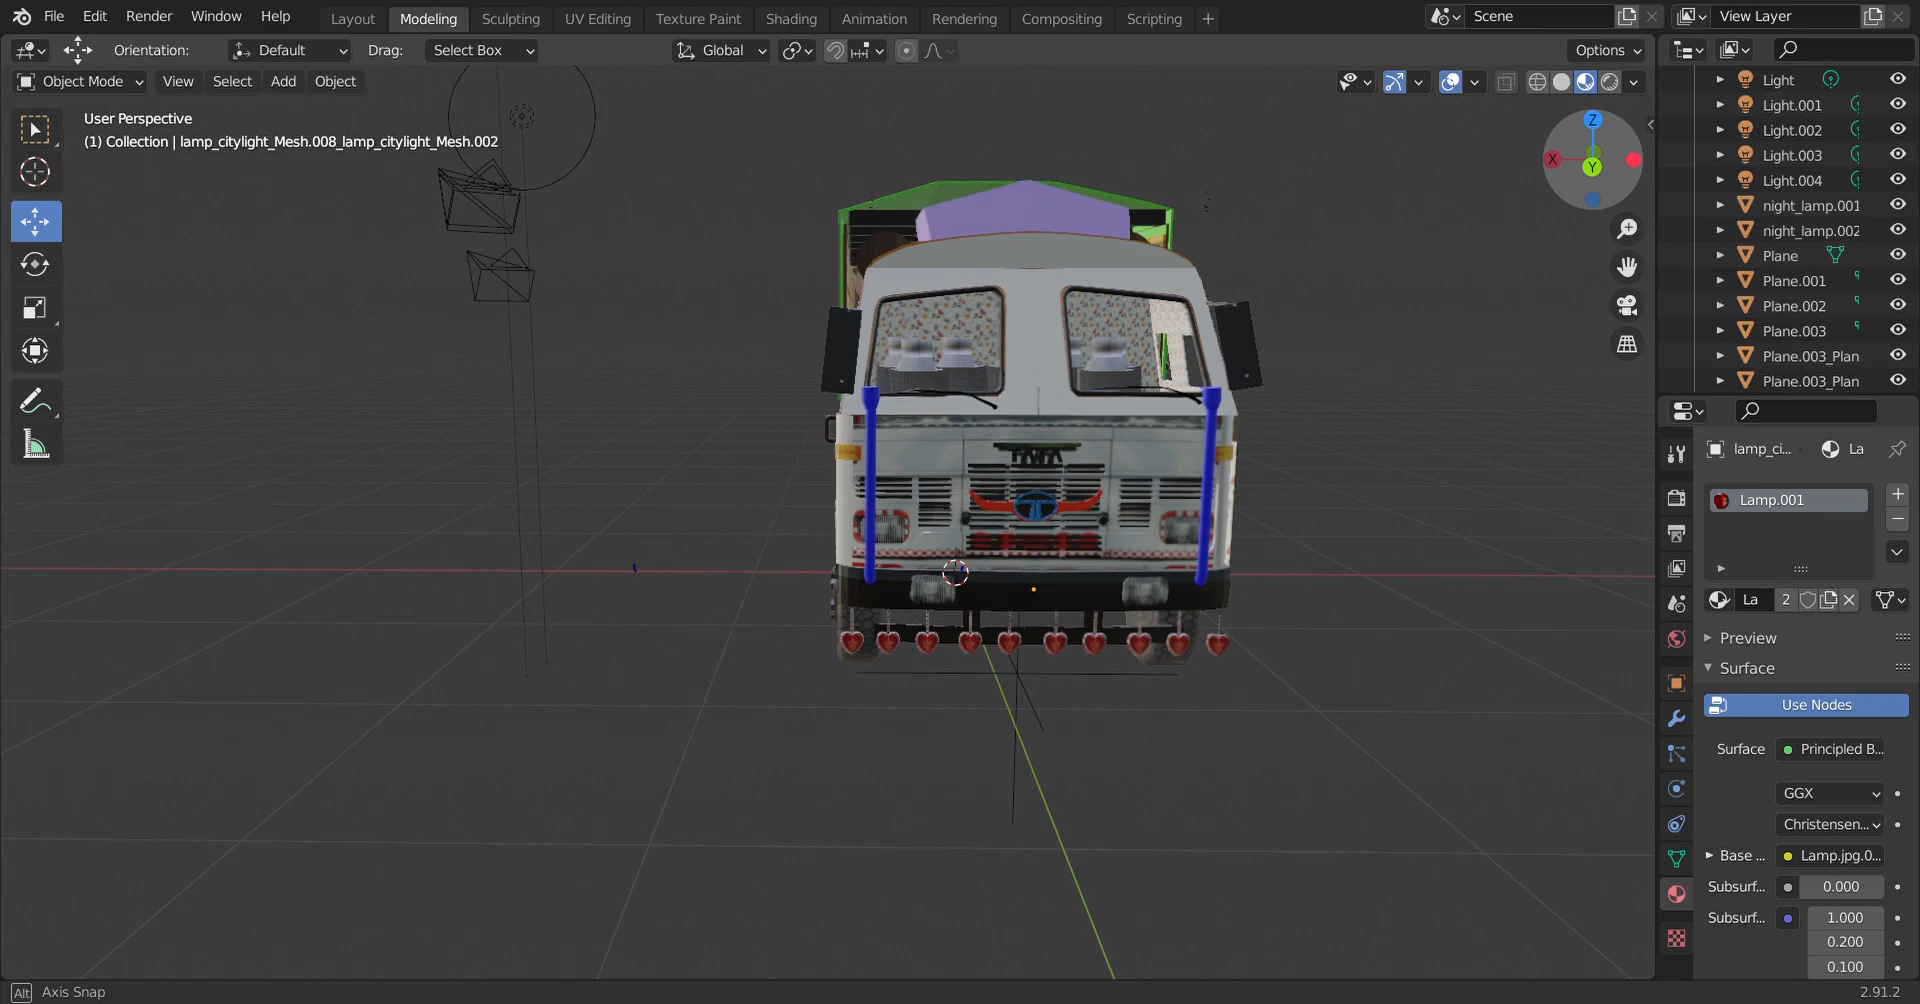 File Edit Render Window Help Layout Modeling Sculpting UV Editing Texture Paint Shading Animation Rendering Compositing Scripting + Scene View Layer
Orientation: Default Drag: Select Box Global Options
Object Mode View Select Add Object
User Perspective
(1) Collection | lamp_citylight_Mesh.008_lamp_citylight_Mesh.002
Z
X
Y
TATA
Light
Light.001
Light.002
Light.003
Light.004
night_lamp.001
night_lamp.002
Plane
Plane.001
Plane.002
Plane.003
Plane.003_Plan
Plane.003_Plan
lamp_ci... La
Lamp.001
La 2
Preview
Surface
Use Nodes
Surface Principled B...
GGX
Christensen...
Base ... Lamp.jpg.0...
Subsurf... 0.000
Subsurf... 1.000
0.200
0.100
Alt Axis Snap 2.91.2